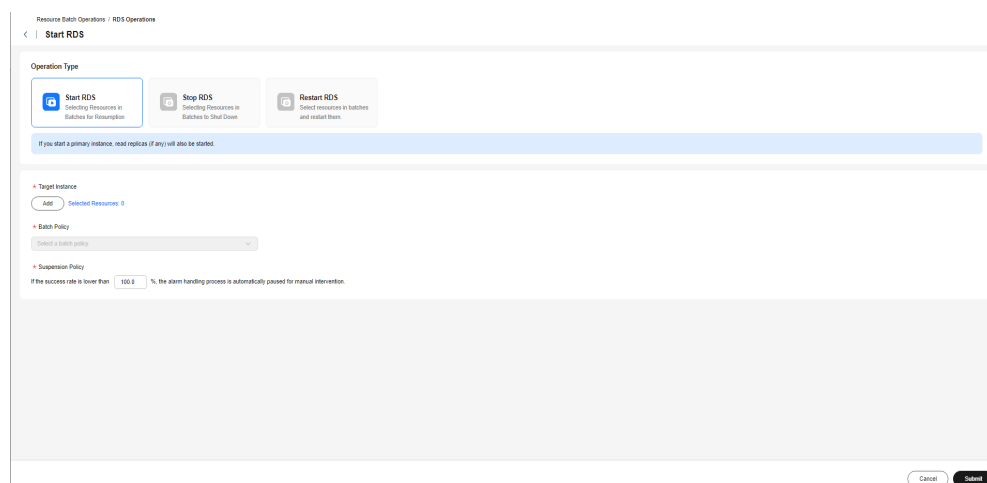 Resource Batch Operations / RDS Operations
Start RDS
Operation Type
Start RDS
Selecting Resources in
Batches for Resumption
Stop RDS
Selecting Resources in
Batches to Shut Down
Restart RDS
Select resources in batches
and restart them.
If you start a primary instance, read replicas (if any) will also be started.
* Target Instance
Add Selected Resources: 0
* Batch Policy
Select a batch policy.
* Suspension Policy
If the success rate is lower than 100.0 %, the alarm handling process is automatically paused for manual intervention.
Cancel Submit